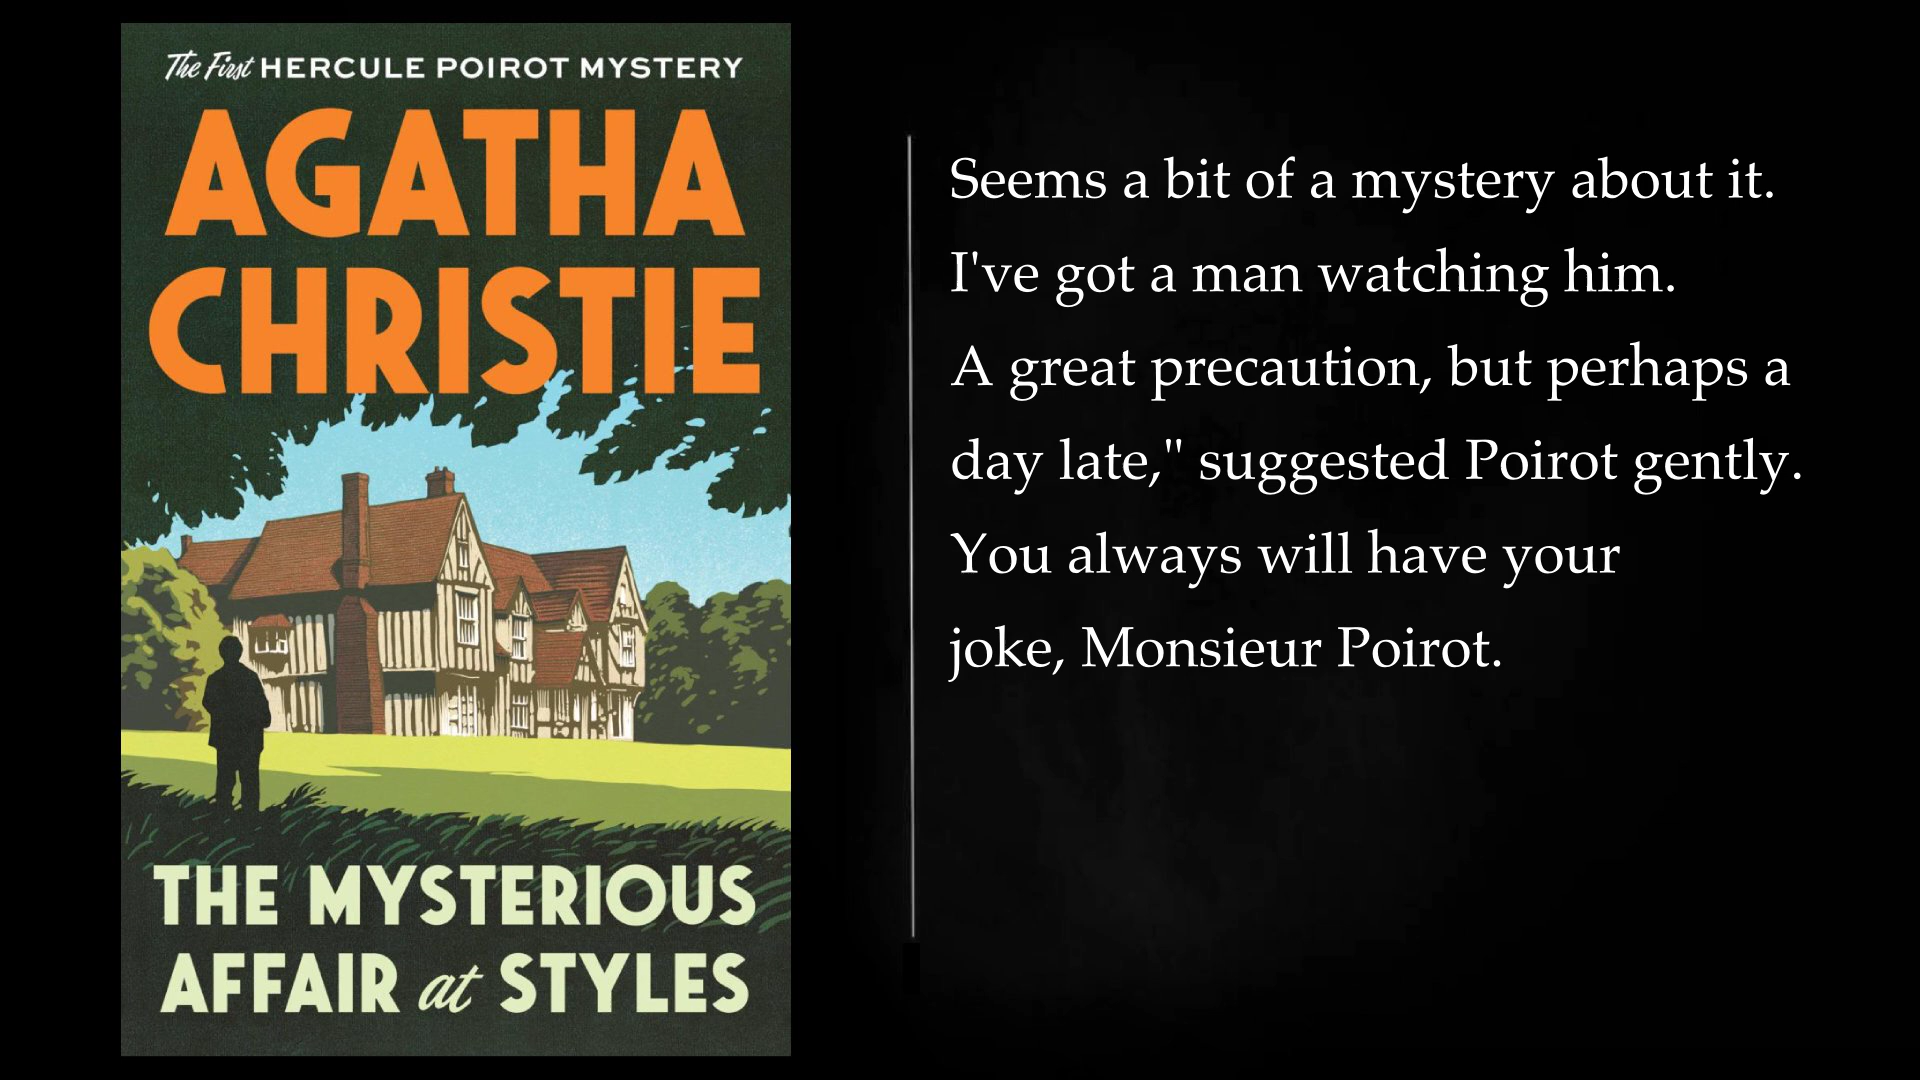 The First HERCULE POIROT MYSTERY
AGATHA
CHRISTIE
THE MYSTERIOUS
AFFAIR at STYLES
Seems a bit of a mystery about it.
I've got a man watching him.
A great precaution, but perhaps a
day late," suggested Poirot gently.
You always will have your
joke, Monsieur Poirot.